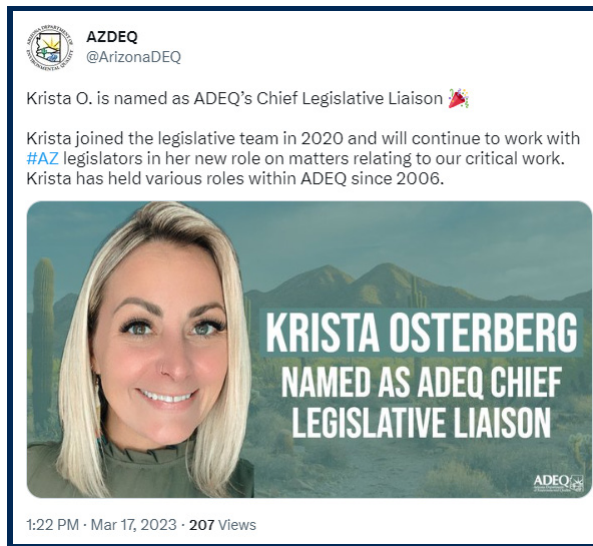 AZDEQ
@ArizonaDEQ
Krista O. is named as ADEQ's Chief Legislative Liaison
Krista joined the legislative team in 2020 and will continue to work with
#AZ legislators in her new role on matters relating to our critical work.
Krista has held various roles within ADEQ since 2006.
KRISTA OSTERBERG
NAMED AS ADEQ CHIEF
LEGISLATIVE LIAISON
ADEQ
1:22 PM · Mar 17, 2023 · 207 Views